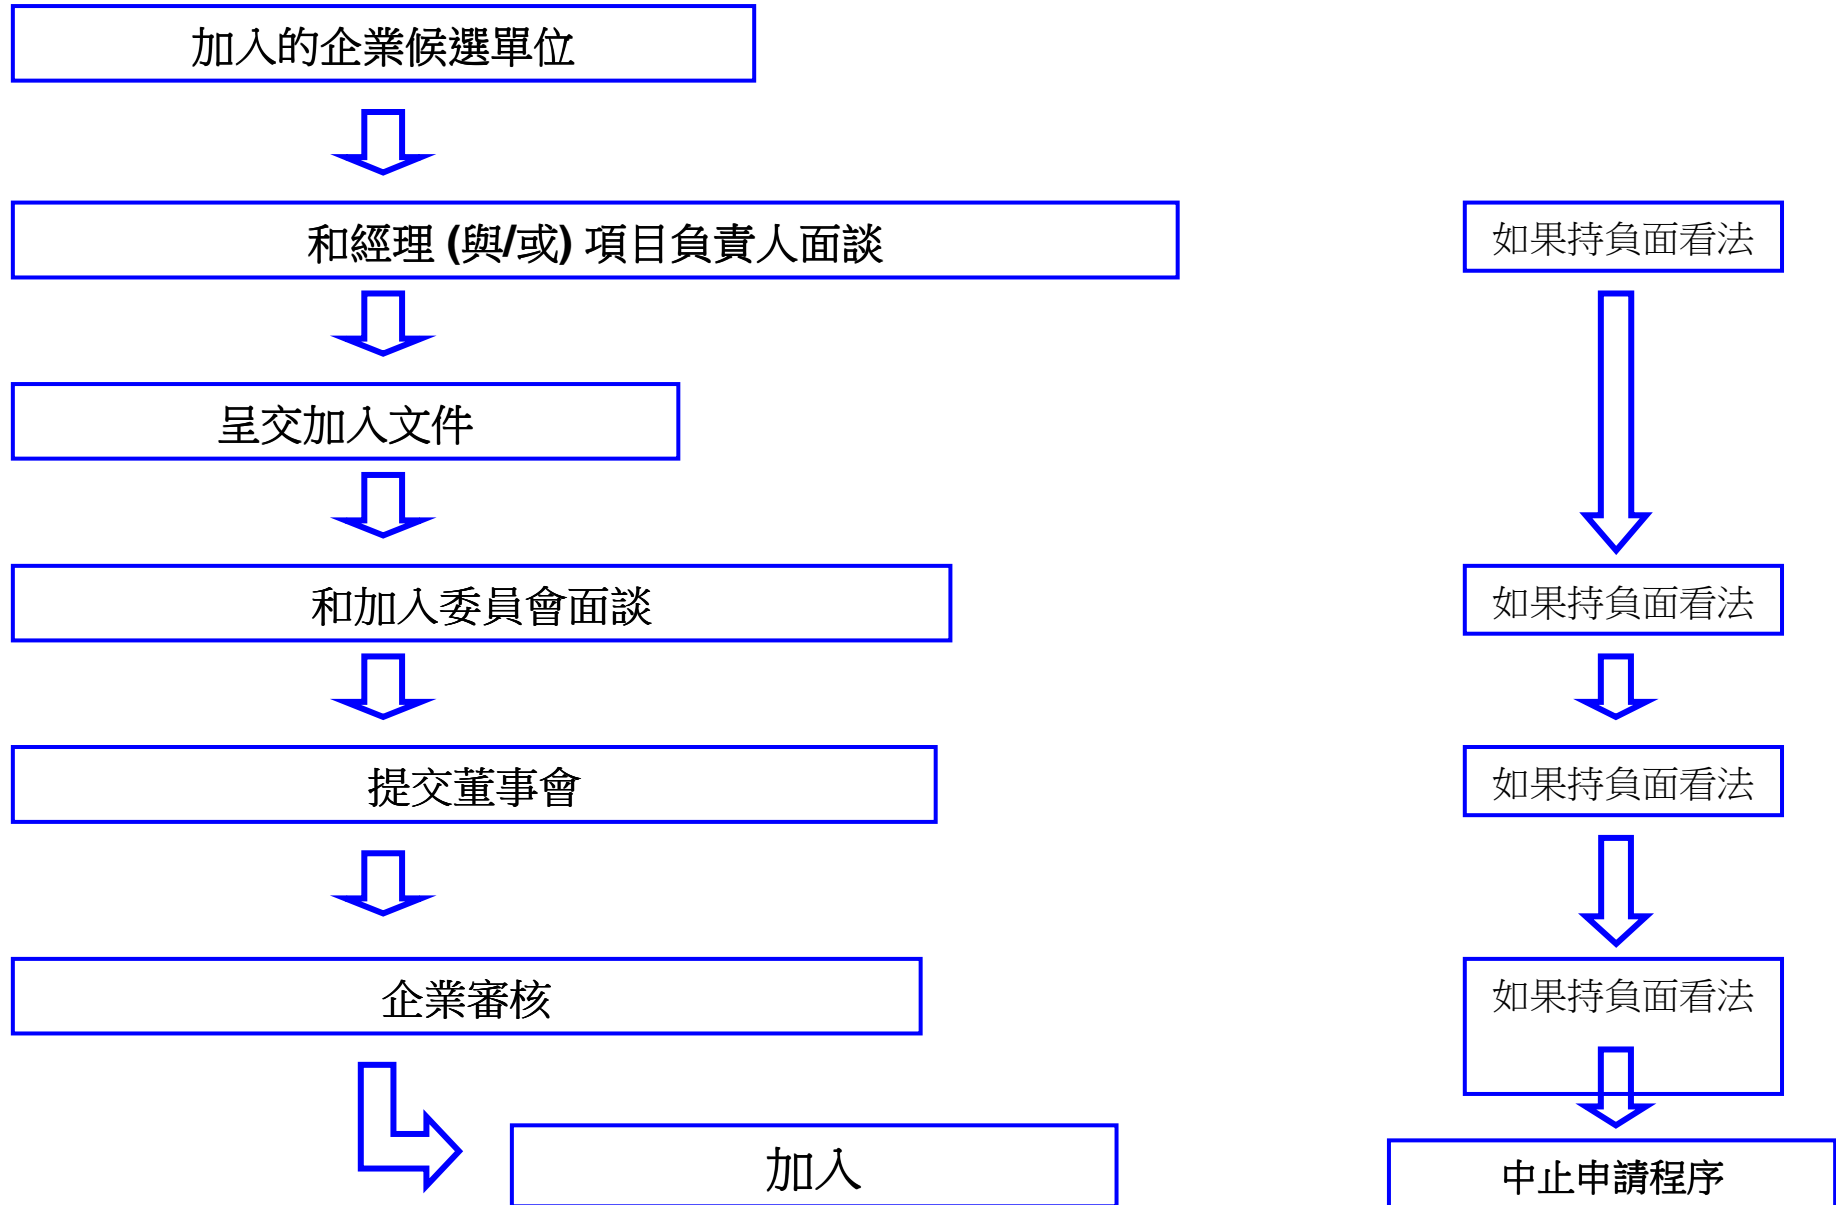 加入的企業候選單位
和經理 (與/或) 項目負責人面談
如果持負面看法
呈交加入文件
和加入委員會面談
如果持負面看法
提交董事會
如果持負面看法
企業審核
如果持負面看法
加入
中止申請程序